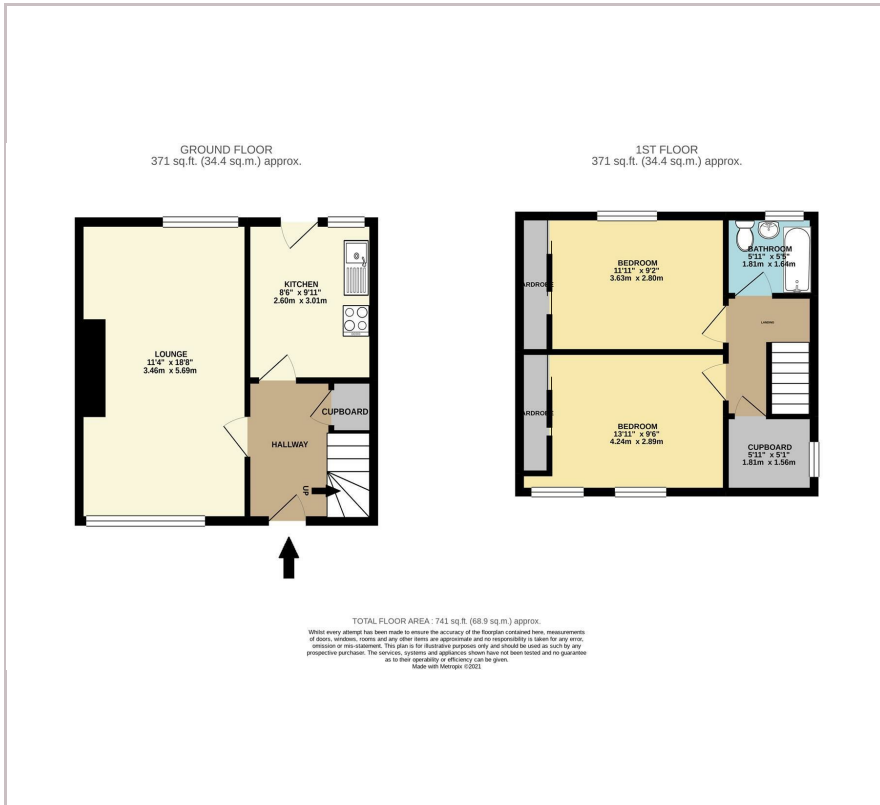 GROUND FLOOR
371 sq.ft. (34.4 sq.m.) approx.
LOUNGE
11'4" x 18'8"
3.46m x 5.69m
KITCHEN
8'6" x 9'11"
2.60m x 3.01m
CUPBOARD
HALLWAY
UP
1ST FLOOR
371 sq.ft. (34.4 sq.m.) approx.
BEDROOM
11'11" x 9'2"
3.63m x 2.80m
BATHROOM
5'11" x 5'5"
1.81m x 1.64m
ARDROBE
LANDING
ARDROBE
BEDROOM
13'11" x 9'6"
4.24m x 2.89m
CUPBOARD
5'11" x 5'1"
1.81m x 1.56m
TOTAL FLOOR AREA : 741 sq.ft. (68.9 sq.m.) approx.
Whilst every attempt has been made to ensure the accuracy of the floorplan contained here, measurements
of doors, windows, rooms and any other items are approximate and no responsibility is taken for any error,
omission or mis-statement. This plan is for illustrative purposes only and should be used as such by any
prospective purchaser. The services, systems and appliances shown have not been tested and no guarantee
as to their operability or efficiency can be given.
Made with Metropix ©2021